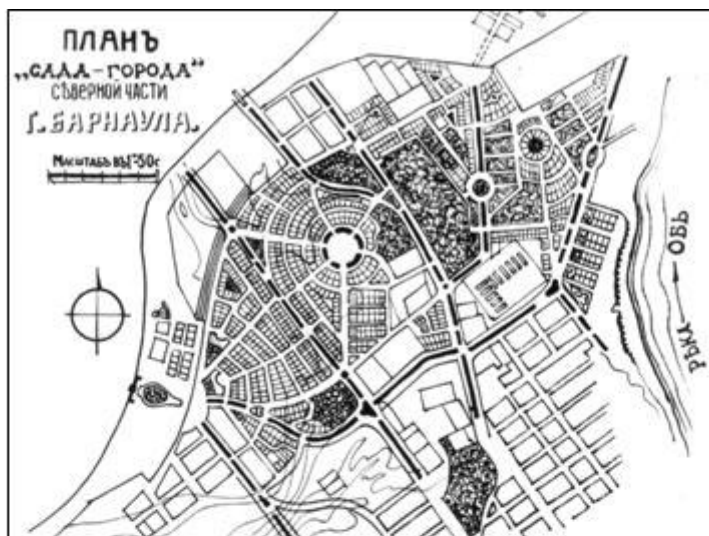 ПЛАНЪ
„САДА-ГОРОДА"
СѢВЕРНОЙ ЧАСТИ
Г. БАРНАУЛА.
МАСШТАБЪ ВЪ 1"-50с
РѢКА ОБЬ